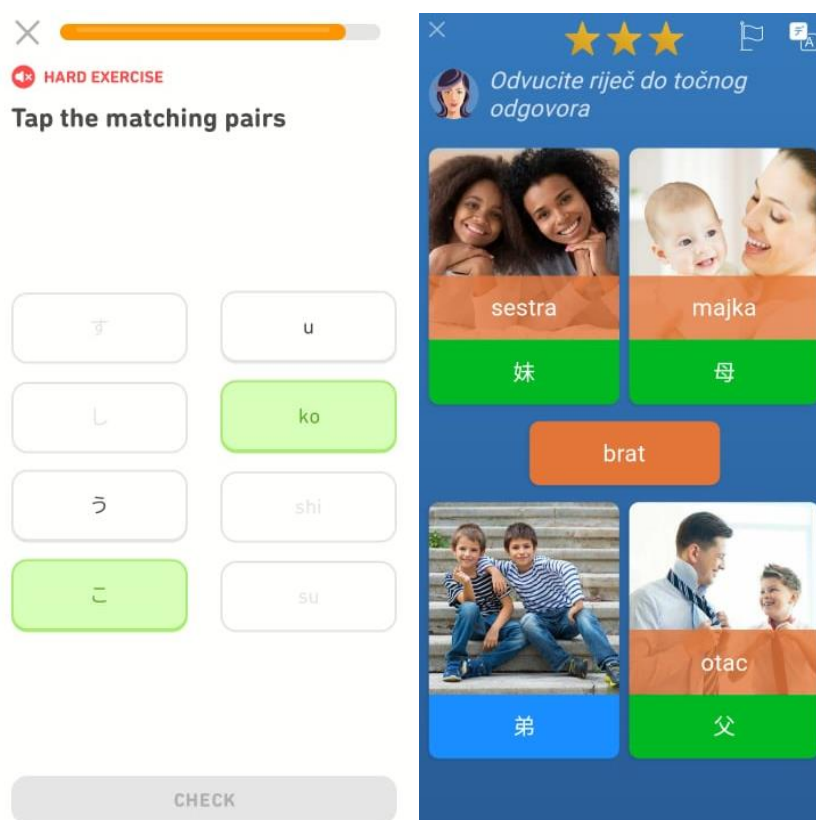 HARD EXERCISE
Tap the matching pairs
す
u
し
ko
う
shi
こ
su
CHECK
デ
A
Odvucite riječ do točnog
odgovora
sestra
majka
妹
母
brat
otac
弟
父